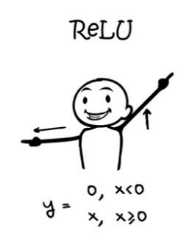 ReLU
0, x<0
y =
x, x⩾0